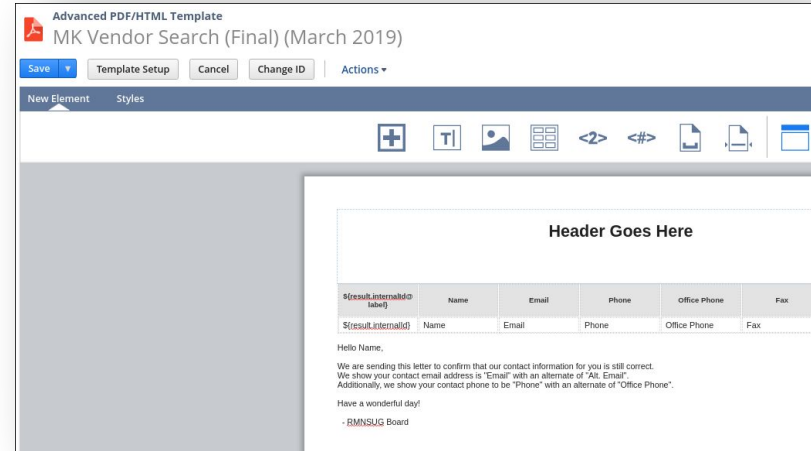 Advanced PDF/HTML Template
MK Vendor Search (Final) (March 2019)
Save Template Setup Cancel Change ID Actions
New Element Styles
T <2> <#>
Header Goes Here
${result.internalId@
label} Name Email Phone Office Phone Fax
${result.internalId} Name Email Phone Office Phone Fax
Hello Name,
We are sending this letter to confirm that our contact information for you is still correct.
We show your contact email address is "Email" with an alternate of "Alt. Email".
Additionally, we show your contact phone to be "Phone" with an alternate of "Office Phone".
Have a wonderful day!
- RMNSUG Board